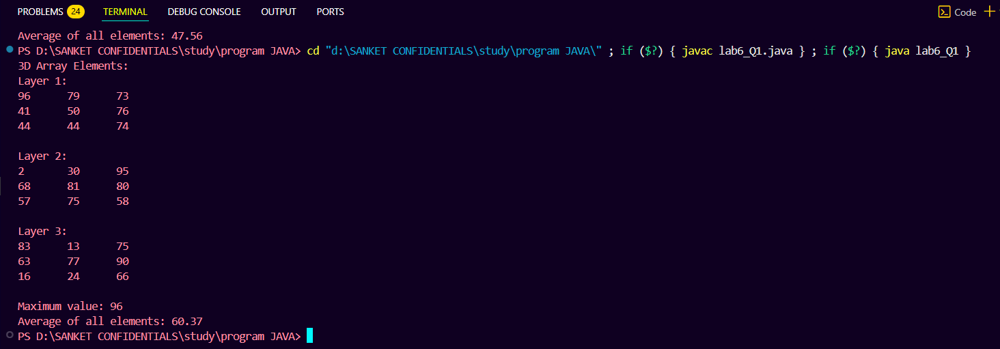 PROBLEMS 24 TERMINAL DEBUG CONSOLE OUTPUT PORTS Code
Average of all elements: 47.56
PS D:\SANKET CONFIDENTIALS\study\program JAVA> cd "d:\SANKET CONFIDENTIALS\study\program JAVA\" ; if ($?) { javac lab6_Q1.java } ; if ($?) { java lab6_Q1 }
3D Array Elements:
Layer 1:
96 79 73
41 50 76
44 44 74
Layer 2:
2 30 95
68 81 80
57 75 58
Layer 3:
83 13 75
63 77 90
16 24 66
Maximum value: 96
Average of all elements: 60.37
PS D:\SANKET CONFIDENTIALS\study\program JAVA>